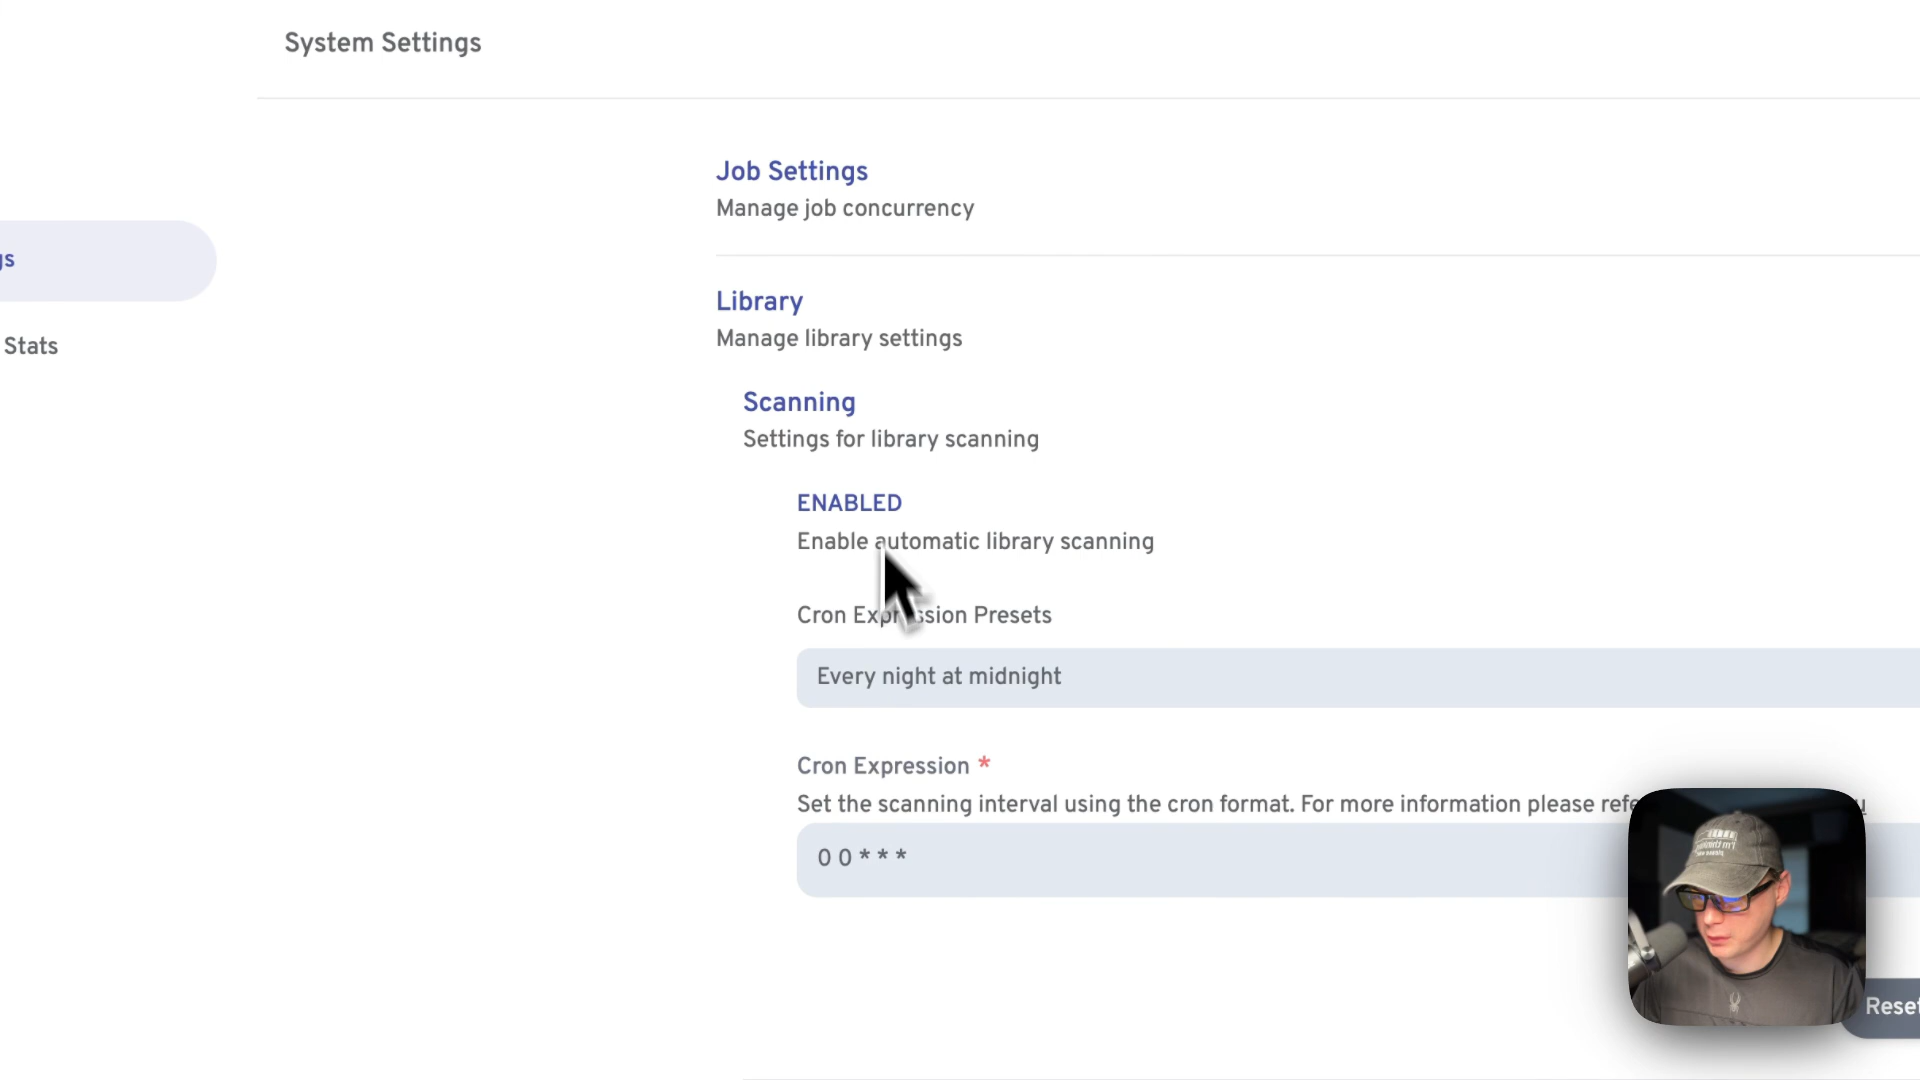 System Settings
Job Settings
Manage job concurrency
gs
Library
Manage library settings
Stats
Scanning
Settings for library scanning
ENABLED
Enable automatic library scanning
Cron Expression Presets
Every night at midnight
Cron Expression *
Set the scanning interval using the cron format. For more information please refe
0 0 * * *
Reset